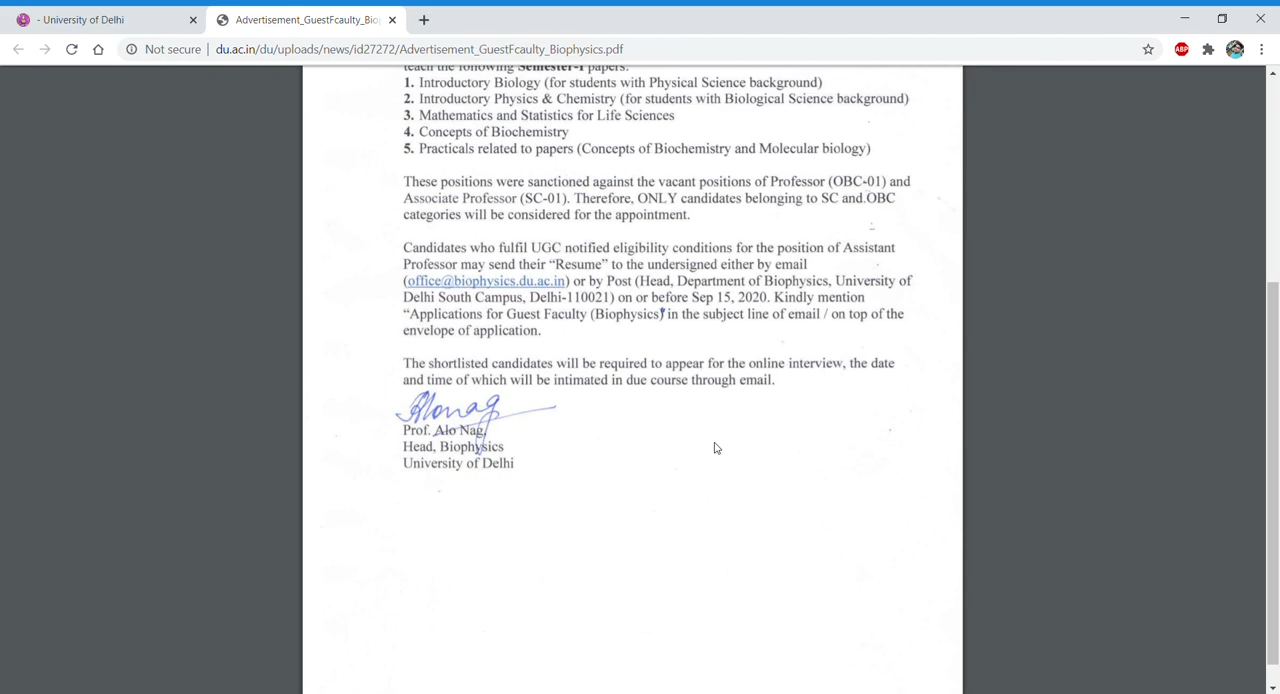 - University of Delhi
Advertisement_GuestFcaulty_Bio
Not secure
du.ac.in/du/uploads/news/id27272/Advertisement_GuestFcaulty_Biophysics.pdf
ABP
teach the following Semester-I papers:
1. Introductory Biology (for students with Physical Science background)
2. Introductory Physics & Chemistry (for students with Biological Science background)
3. Mathematics and Statistics for Life Sciences
4. Concepts of Biochemistry
5. Practicals related to papers (Concepts of Biochemistry and Molecular biology)
These positions were sanctioned against the vacant positions of Professor (OBC-01) and
Associate Professor (SC-01). Therefore, ONLY candidates belonging to SC and OBC
categories will be considered for the appointment.
Candidates who fulfil UGC notified eligibility conditions for the position of Assistant
Professor may send their “Resume” to the undersigned either by email
(office@biophysics.du.ac.in) or by Post (Head, Department of Biophysics, University of
Delhi South Campus, Delhi-110021) on or before Sep 15, 2020. Kindly mention
“Applications for Guest Faculty (Biophysics)” in the subject line of email / on top of the
envelope of application.
The shortlisted candidates will be required to appear for the online interview, the date
and time of which will be intimated in due course through email.
Prof. Alo Nag,
Head, Biophysics
University of Delhi